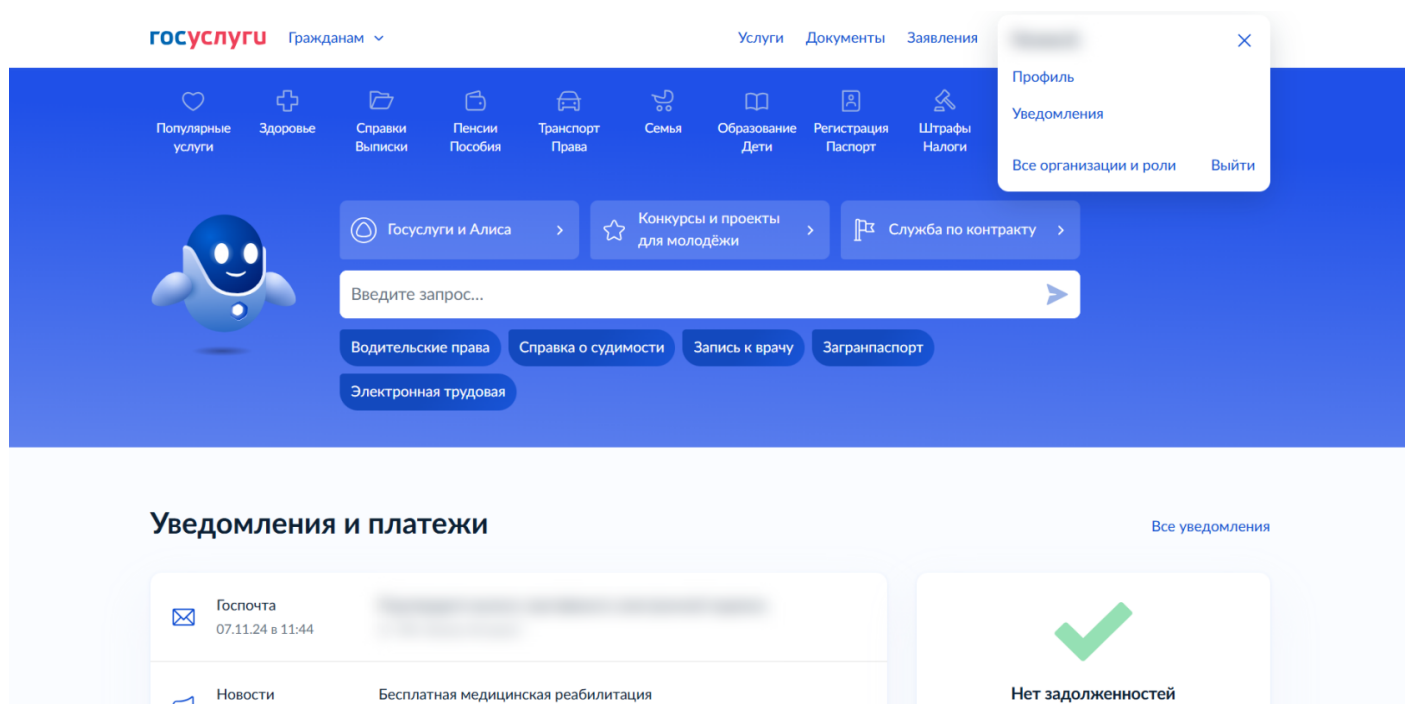 госуслуги Гражданам
Услуги Документы Заявления
Профиль
Уведомления
Все организации и роли Выйти
Популярные
услуги
Здоровье
Справки
Выписки
Пенсии
Пособия
Транспорт
Права
Семья
Образование
Дети
Регистрация
Паспорт
Штрафы
Налоги
Госуслуги и Алиса
Конкурсы и проекты
для молодёжи
Служба по контракту
Введите запрос...
Водительские права Справка о судимости Запись к врачу Загранпаспорт
Электронная трудовая
Уведомления и платежи
Все уведомления
Госпочта
07.11.24 в 11:44
Новости
Бесплатная медицинская реабилитация
Нет задолженностей